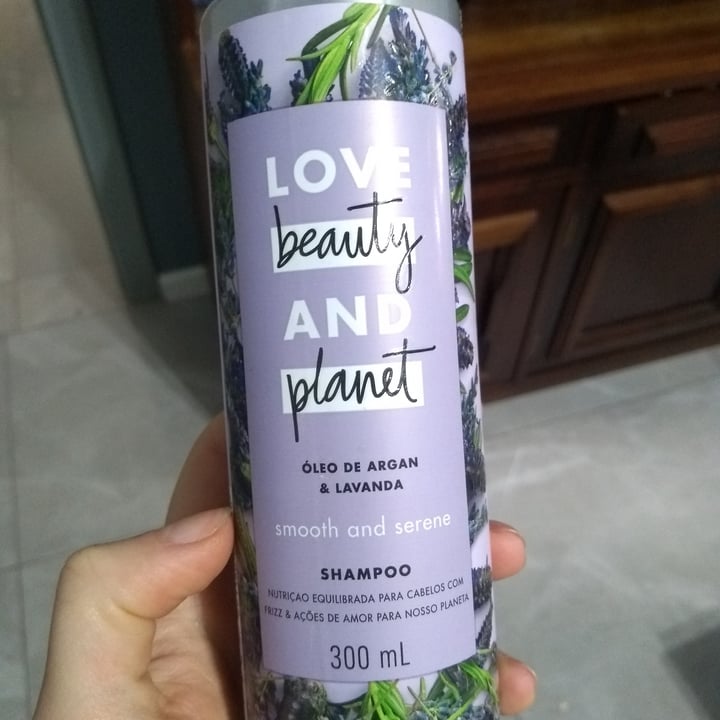 LOVE
beauty
AND
planet
ÓLEO DE ARGAN
& LAVANDA
smooth and serene
SHAMPOO
NUTRIÇAO EQUILIBRADA PARA CABELOS COM
FRIZZ & AÇÕES DE AMOR PARA NOSSO PLANETA
300 mL